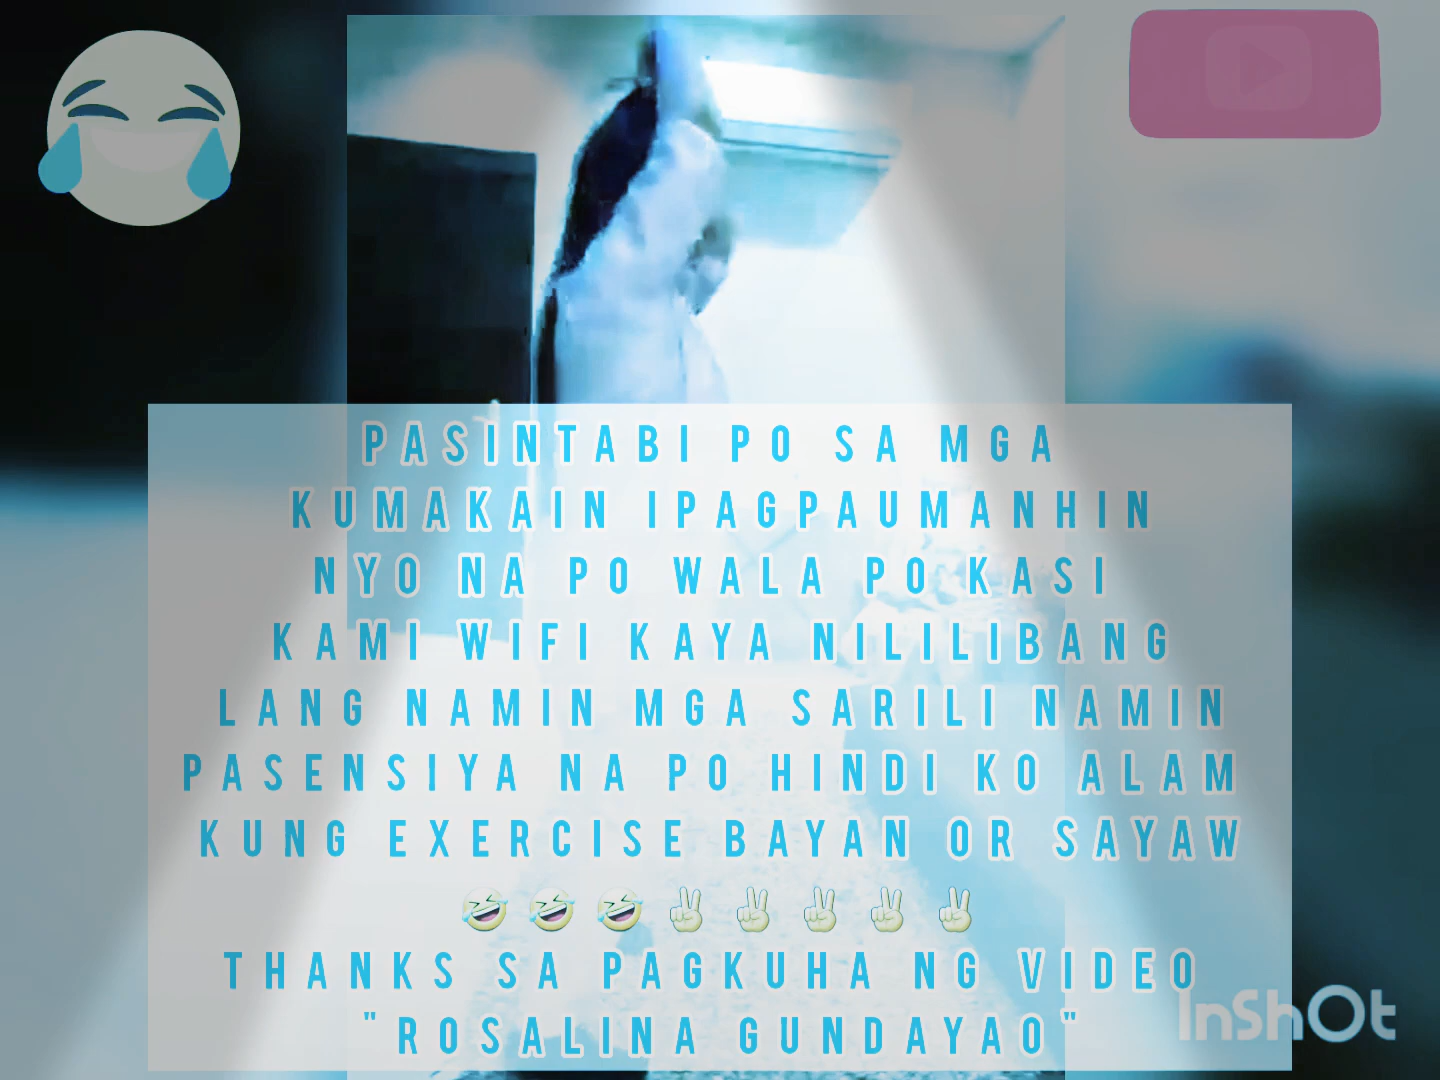 PASINTABI PO SA MGA
KUMAKAIN IPAGPAUMANHIN
NYO NA PO WALA PO KASI
KAMI WIFI KAYA NILILIBANG
LANG NAMIN MGA SARILI NAMIN
PASENSIYA NA PO HINDI KO ALAM
KUNG EXERCISE BAYAN OR SAYAW
🤣🤣🤣✌✌✌✌✌
THANKS SA PAGKUHA NG VIDEO
"ROSALINA GUNDAYAO"
InShOt